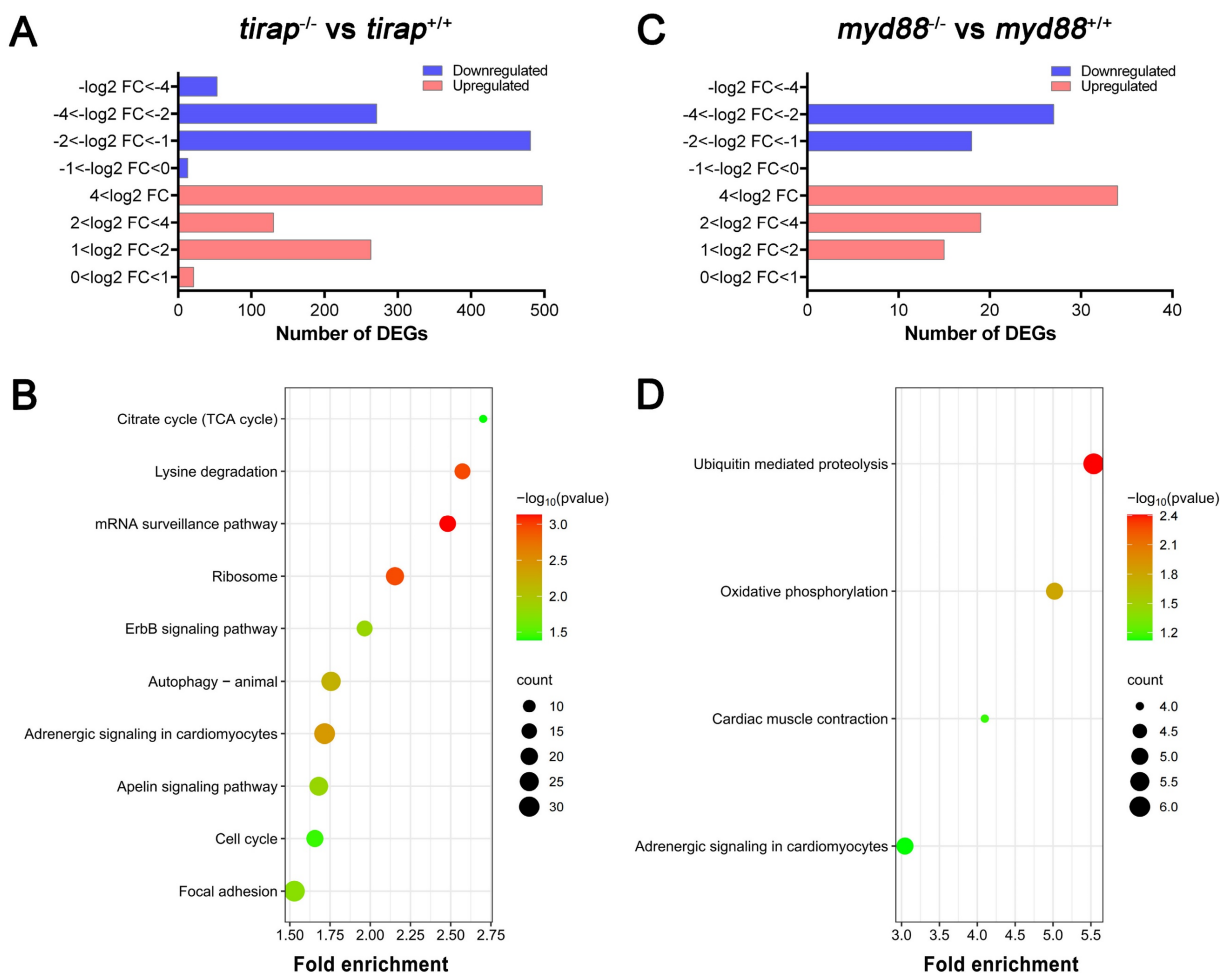 A
tirap-/- vs tirap+/+
Downregulated
Upregulated
-log2 FC<-4
-4<-log2 FC<-2
-2<-log2 FC<-1
-1<-log2 FC<0
4<log2 FC
2<log2 FC<4
1<log2 FC<2
0<log2 FC<1
0 100 200 300 400 500
Number of DEGs
C
myd88-/- vs myd88+/+
Downregulated
Upregulated
-log2 FC<-4
-4<-log2 FC<-2
-2<-log2 FC<-1
-1<-log2 FC<0
4<log2 FC
2<log2 FC<4
1<log2 FC<2
0<log2 FC<1
0 10 20 30 40
Number of DEGs
B
Citrate cycle (TCA cycle)
Lysine degradation
mRNA surveillance pathway
Ribosome
ErbB signaling pathway
Autophagy − animal
Adrenergic signaling in cardiomyocytes
Apelin signaling pathway
Cell cycle
Focal adhesion
1.50 1.75 2.00 2.25 2.50 2.75
Fold enrichment
−log10(pvalue)
3.0
2.5
2.0
1.5
count
10
15
20
25
30
D
Ubiquitin mediated proteolysis
Oxidative phosphorylation
Cardiac muscle contraction
Adrenergic signaling in cardiomyocytes
3.0 3.5 4.0 4.5 5.0 5.5
Fold enrichment
−log10(pvalue)
2.4
2.1
1.8
1.5
1.2
count
4.0
4.5
5.0
5.5
6.0